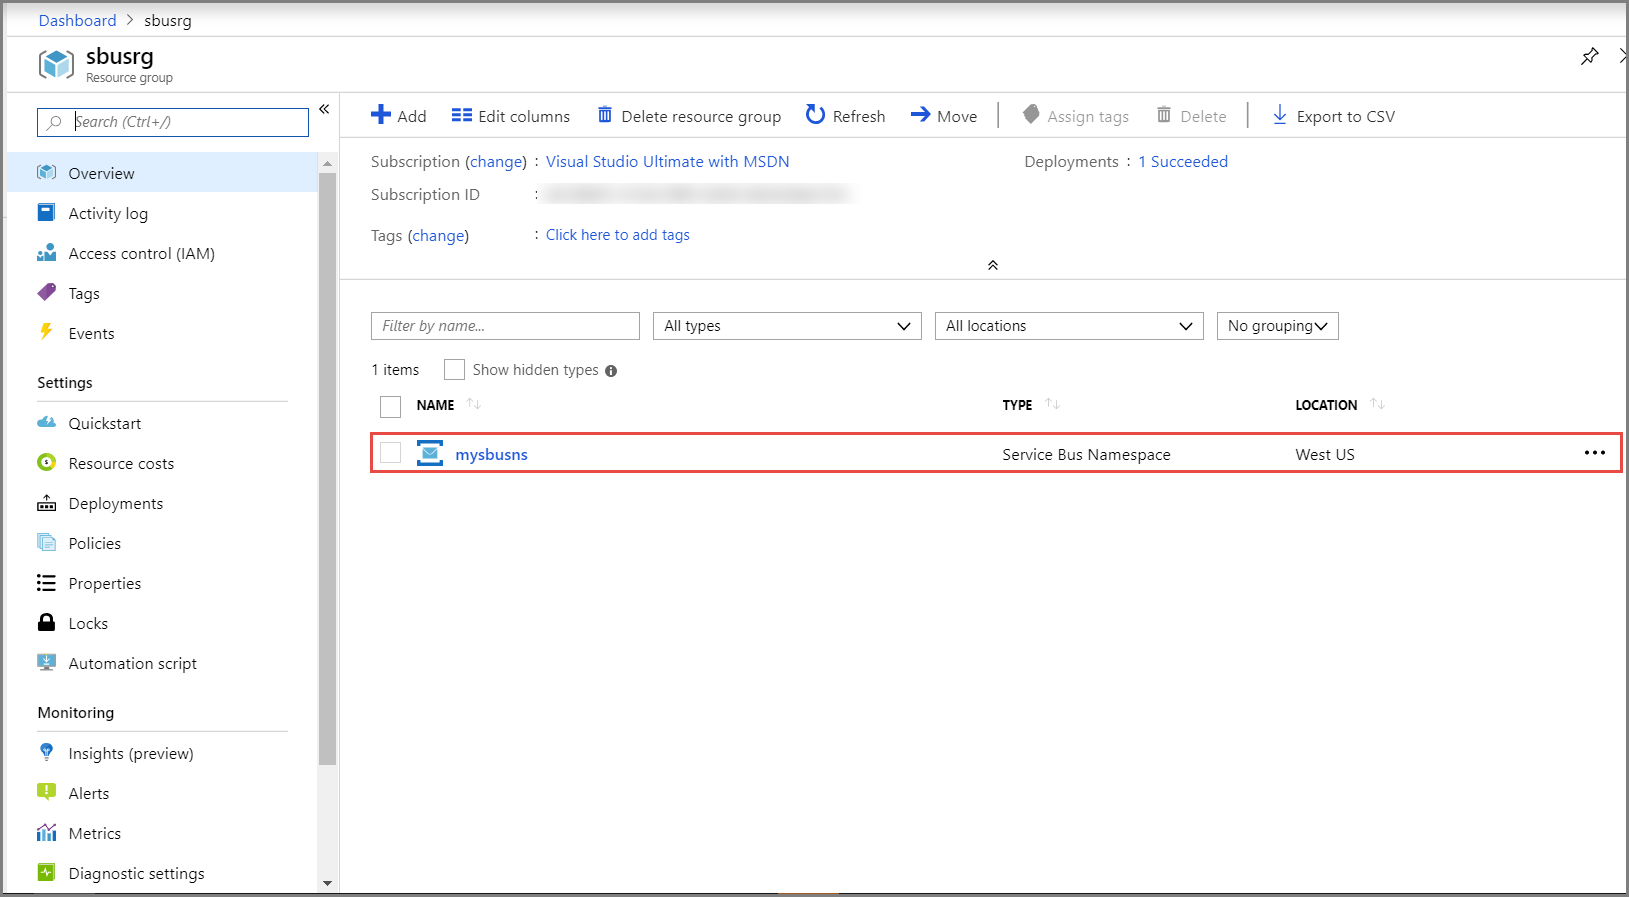 Dashboard > sbusrg
sbusrg
Resource group
Search (Ctrl+/)
Overview
Activity log
Access control (IAM)
Tags
Events
Settings
Quickstart
Resource costs
Deployments
Policies
Properties
Locks
Automation script
Monitoring
Insights (preview)
Alerts
Metrics
Diagnostic settings
Add Edit columns Delete resource group Refresh Move Assign tags Delete Export to CSV
Subscription (change) : Visual Studio Ultimate with MSDN Deployments : 1 Succeeded
Subscription ID :
Tags (change) : Click here to add tags
Filter by name... All types All locations No grouping
1 items Show hidden types
NAME TYPE LOCATION
mysbusns Service Bus Namespace West US